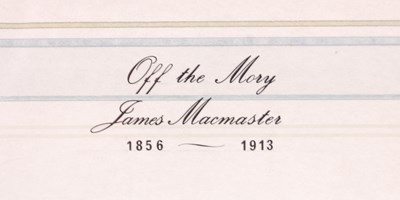 Off the Mory
James Macmaster
1856 — 1913